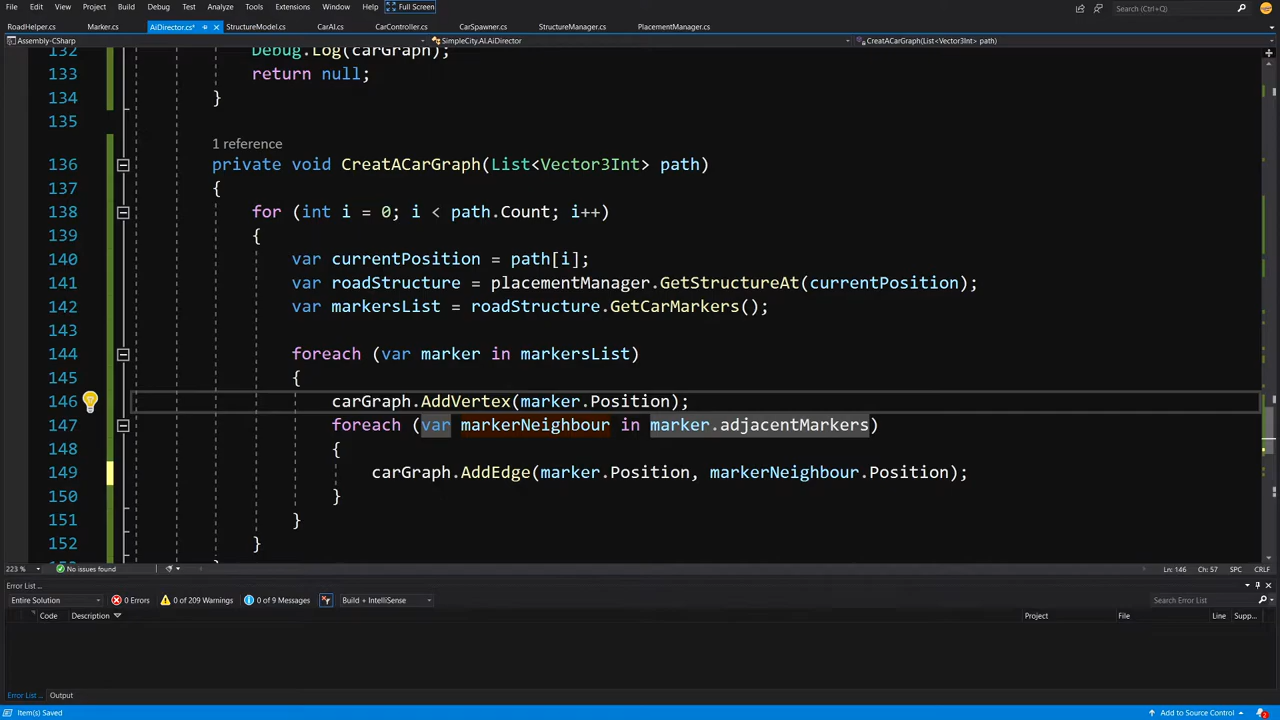 File Edit View Project Build Debug Test Analyze Tools Extensions Window Help Full Screen Search (Ctrl+Q)
RoadHelper.cs Marker.cs AiDirector.cs* StructureModel.cs CarAI.cs CarController.cs CarSpawner.cs StructureManager.cs PlacementManager.cs
Assembly-CSharp SimpleCity.AI.AiDirector CreatACarGraph(List<Vector3Int> path)
132 Debug.Log(carGraph);
133 return null;
134 }
135
1 reference
136 private void CreatACarGraph(List<Vector3Int> path)
137 {
138 for (int i = 0; i < path.Count; i++)
139 {
140 var currentPosition = path[i];
141 var roadStructure = placementManager.GetStructureAt(currentPosition);
142 var markersList = roadStructure.GetCarMarkers();
143
144 foreach (var marker in markersList)
145 {
146 carGraph.AddVertex(marker.Position);
147 foreach (var markerNeighbour in marker.adjacentMarkers)
148 {
149 carGraph.AddEdge(marker.Position, markerNeighbour.Position);
150 }
151 }
152 }
223 % No issues found Ln: 146 Ch: 57 SPC CRLF
Error List ...
Entire Solution 0 Errors 0 of 209 Warnings 0 of 9 Messages Build + IntelliSense Search Error List
Code Description Project File Line Supp...
Error List ... Output
Item(s) Saved Add to Source Control 2